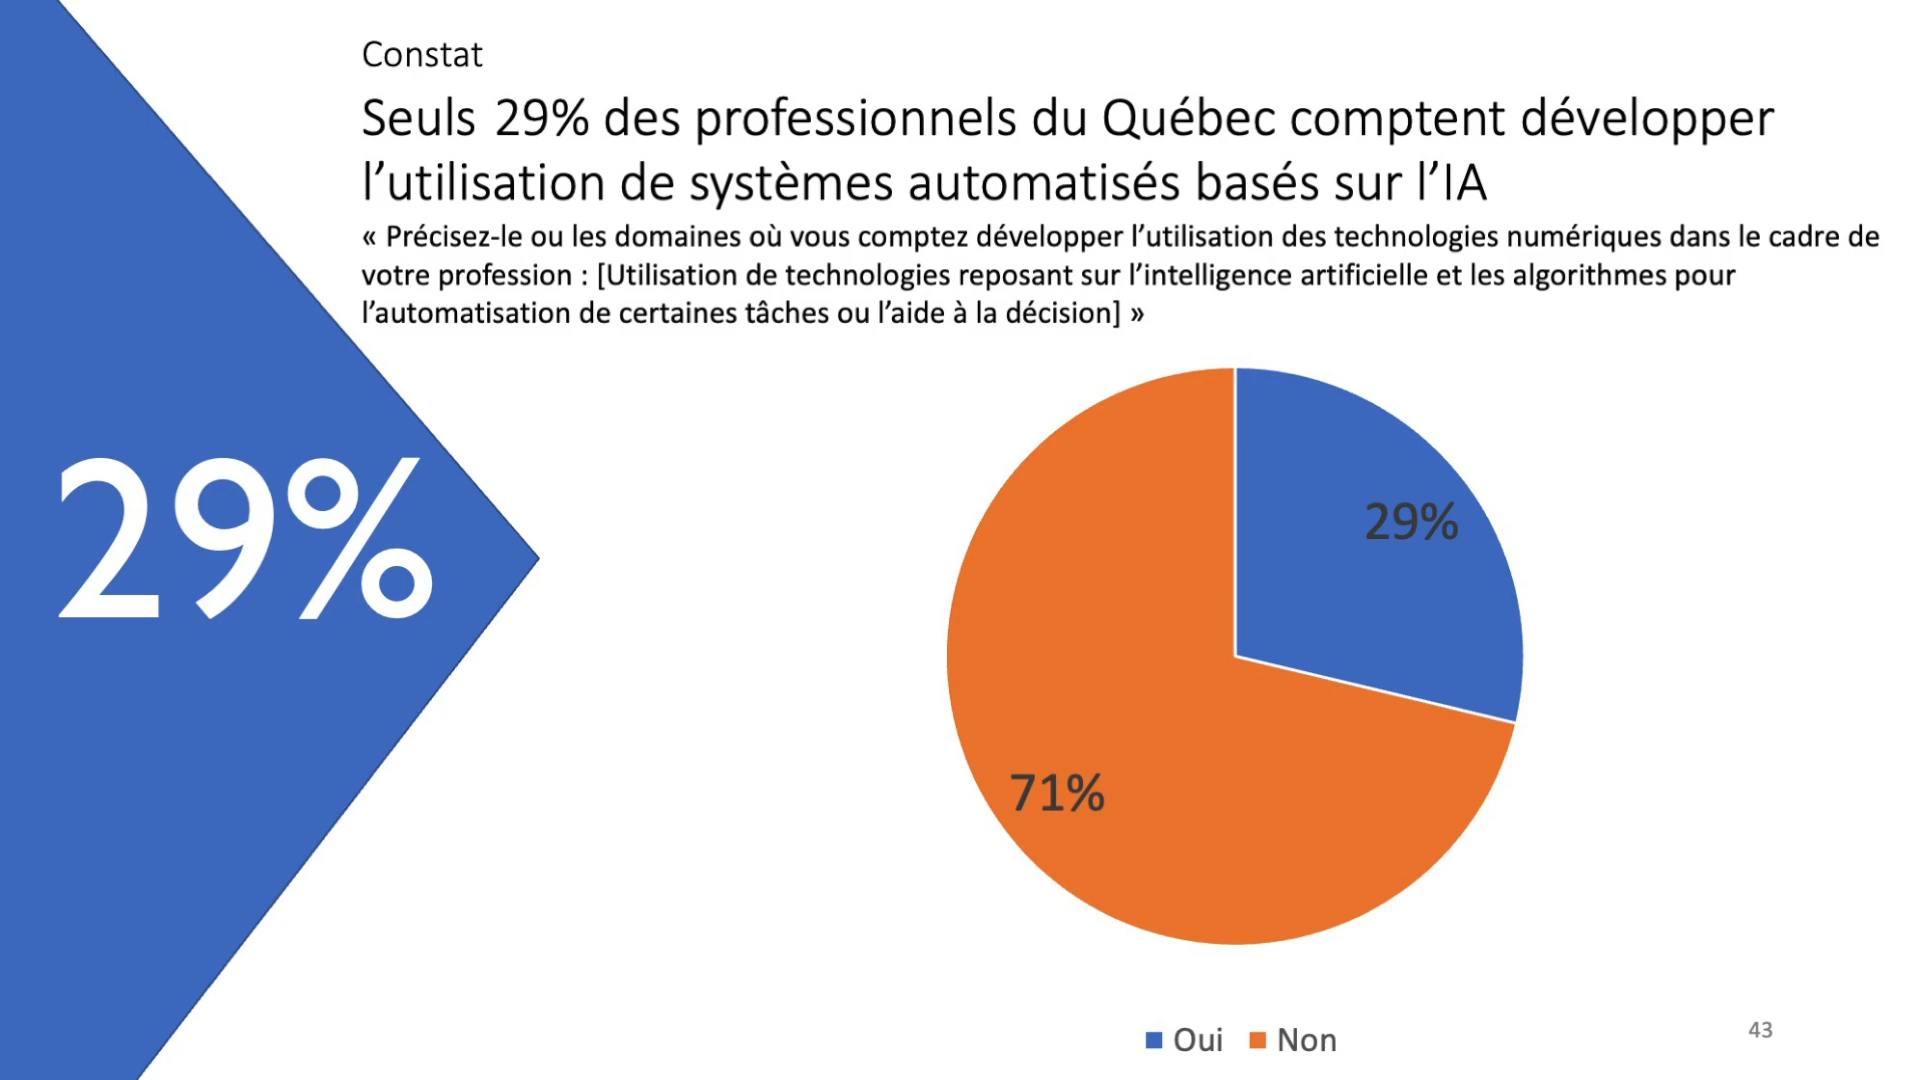 Constat
Seuls 29% des professionnels du Québec comptent développer
l’utilisation de systèmes automatisés basés sur l’IA
« Précisez-le ou les domaines où vous comptez développer l’utilisation des technologies numériques dans le cadre de
votre profession : [Utilisation de technologies reposant sur l’intelligence artificielle et les algorithmes pour
l’automatisation de certaines tâches ou l’aide à la décision] »
29%
29%
71%
Oui Non
43